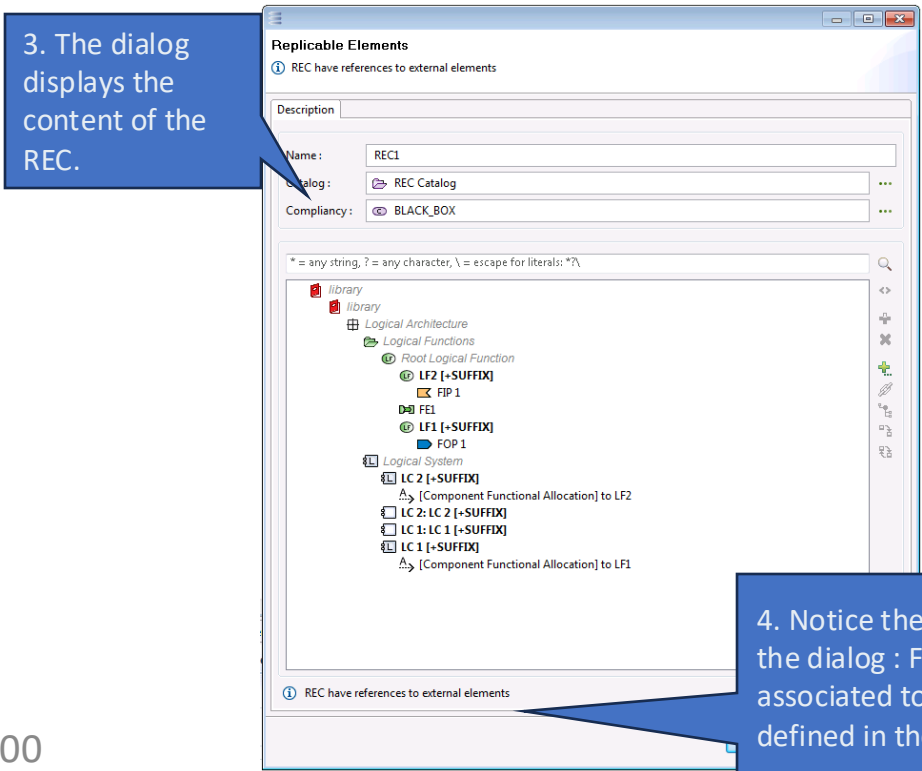 3. The dialog
displays the
content of the
REC.
Replicable Elements
REC have references to external elements
Description
Name :
REC1
Catalog :
REC Catalog
Compliancy :
BLACK_BOX
* = any string, ? = any character, \ = escape for literals: *?\
library
library
Logical Architecture
Logical Functions
Root Logical Function
LF2 [+SUFFIX]
FIP 1
FE1
LF1 [+SUFFIX]
FOP 1
Logical System
LC 2 [+SUFFIX]
[Component Functional Allocation] to LF2
LC 2: LC 2 [+SUFFIX]
LC 1: LC 1 [+SUFFIX]
LC 1 [+SUFFIX]
[Component Functional Allocation] to LF1
REC have references to external elements
4. Notice the
the dialog : F
associated to
defined in th
00